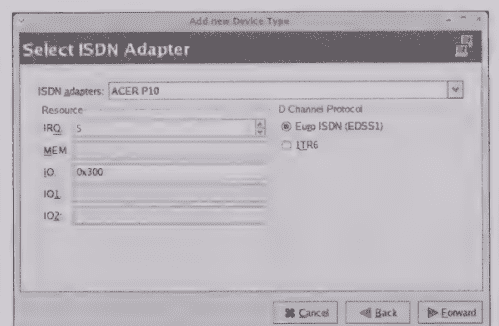 Add new Device Type
Select ISDN Adapter
ISDN adapters: ACER P10
Resource
D Channel Protocol
IRQ: 5
Euro ISDN (EDSS1)
MEM
1TR6
IO: 0x300
IO1:
IO2:
Cancel
Back
Forward